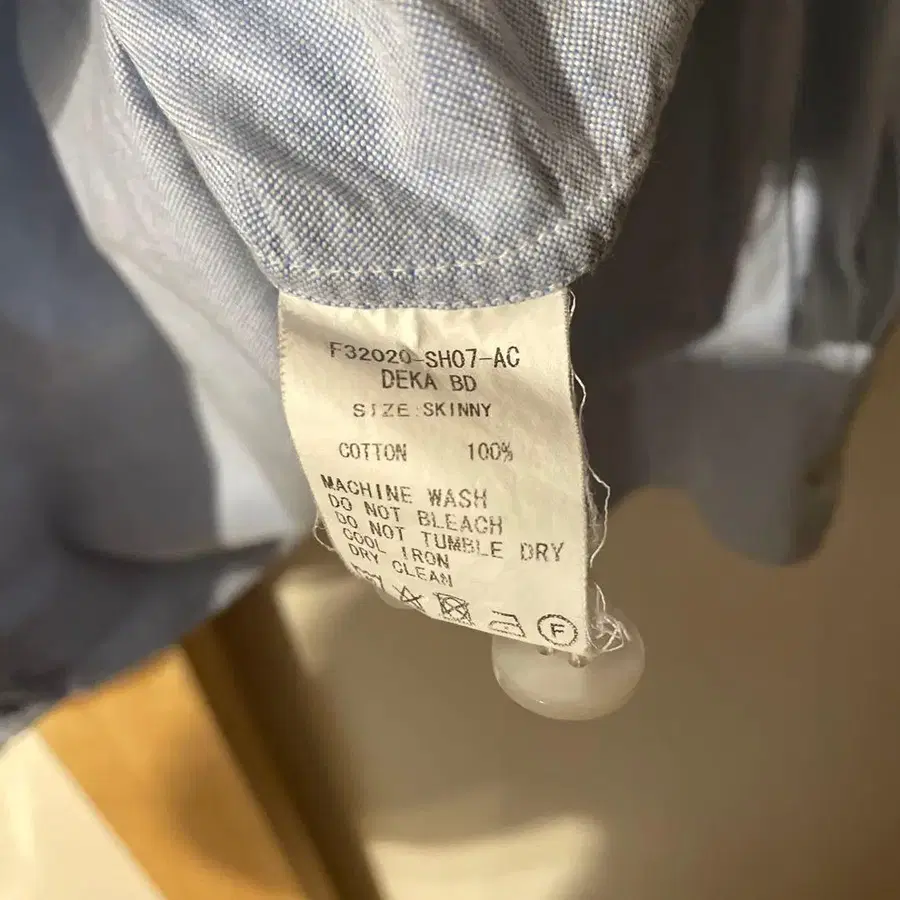 F32020-SH07-AC
DEKA BD
SIZE:SKINNY
COTTON 100%
MACHINE WASH
DO NOT BLEACH
DO NOT TUMBLE DRY
COOL IRON
DRY CLEAN
F